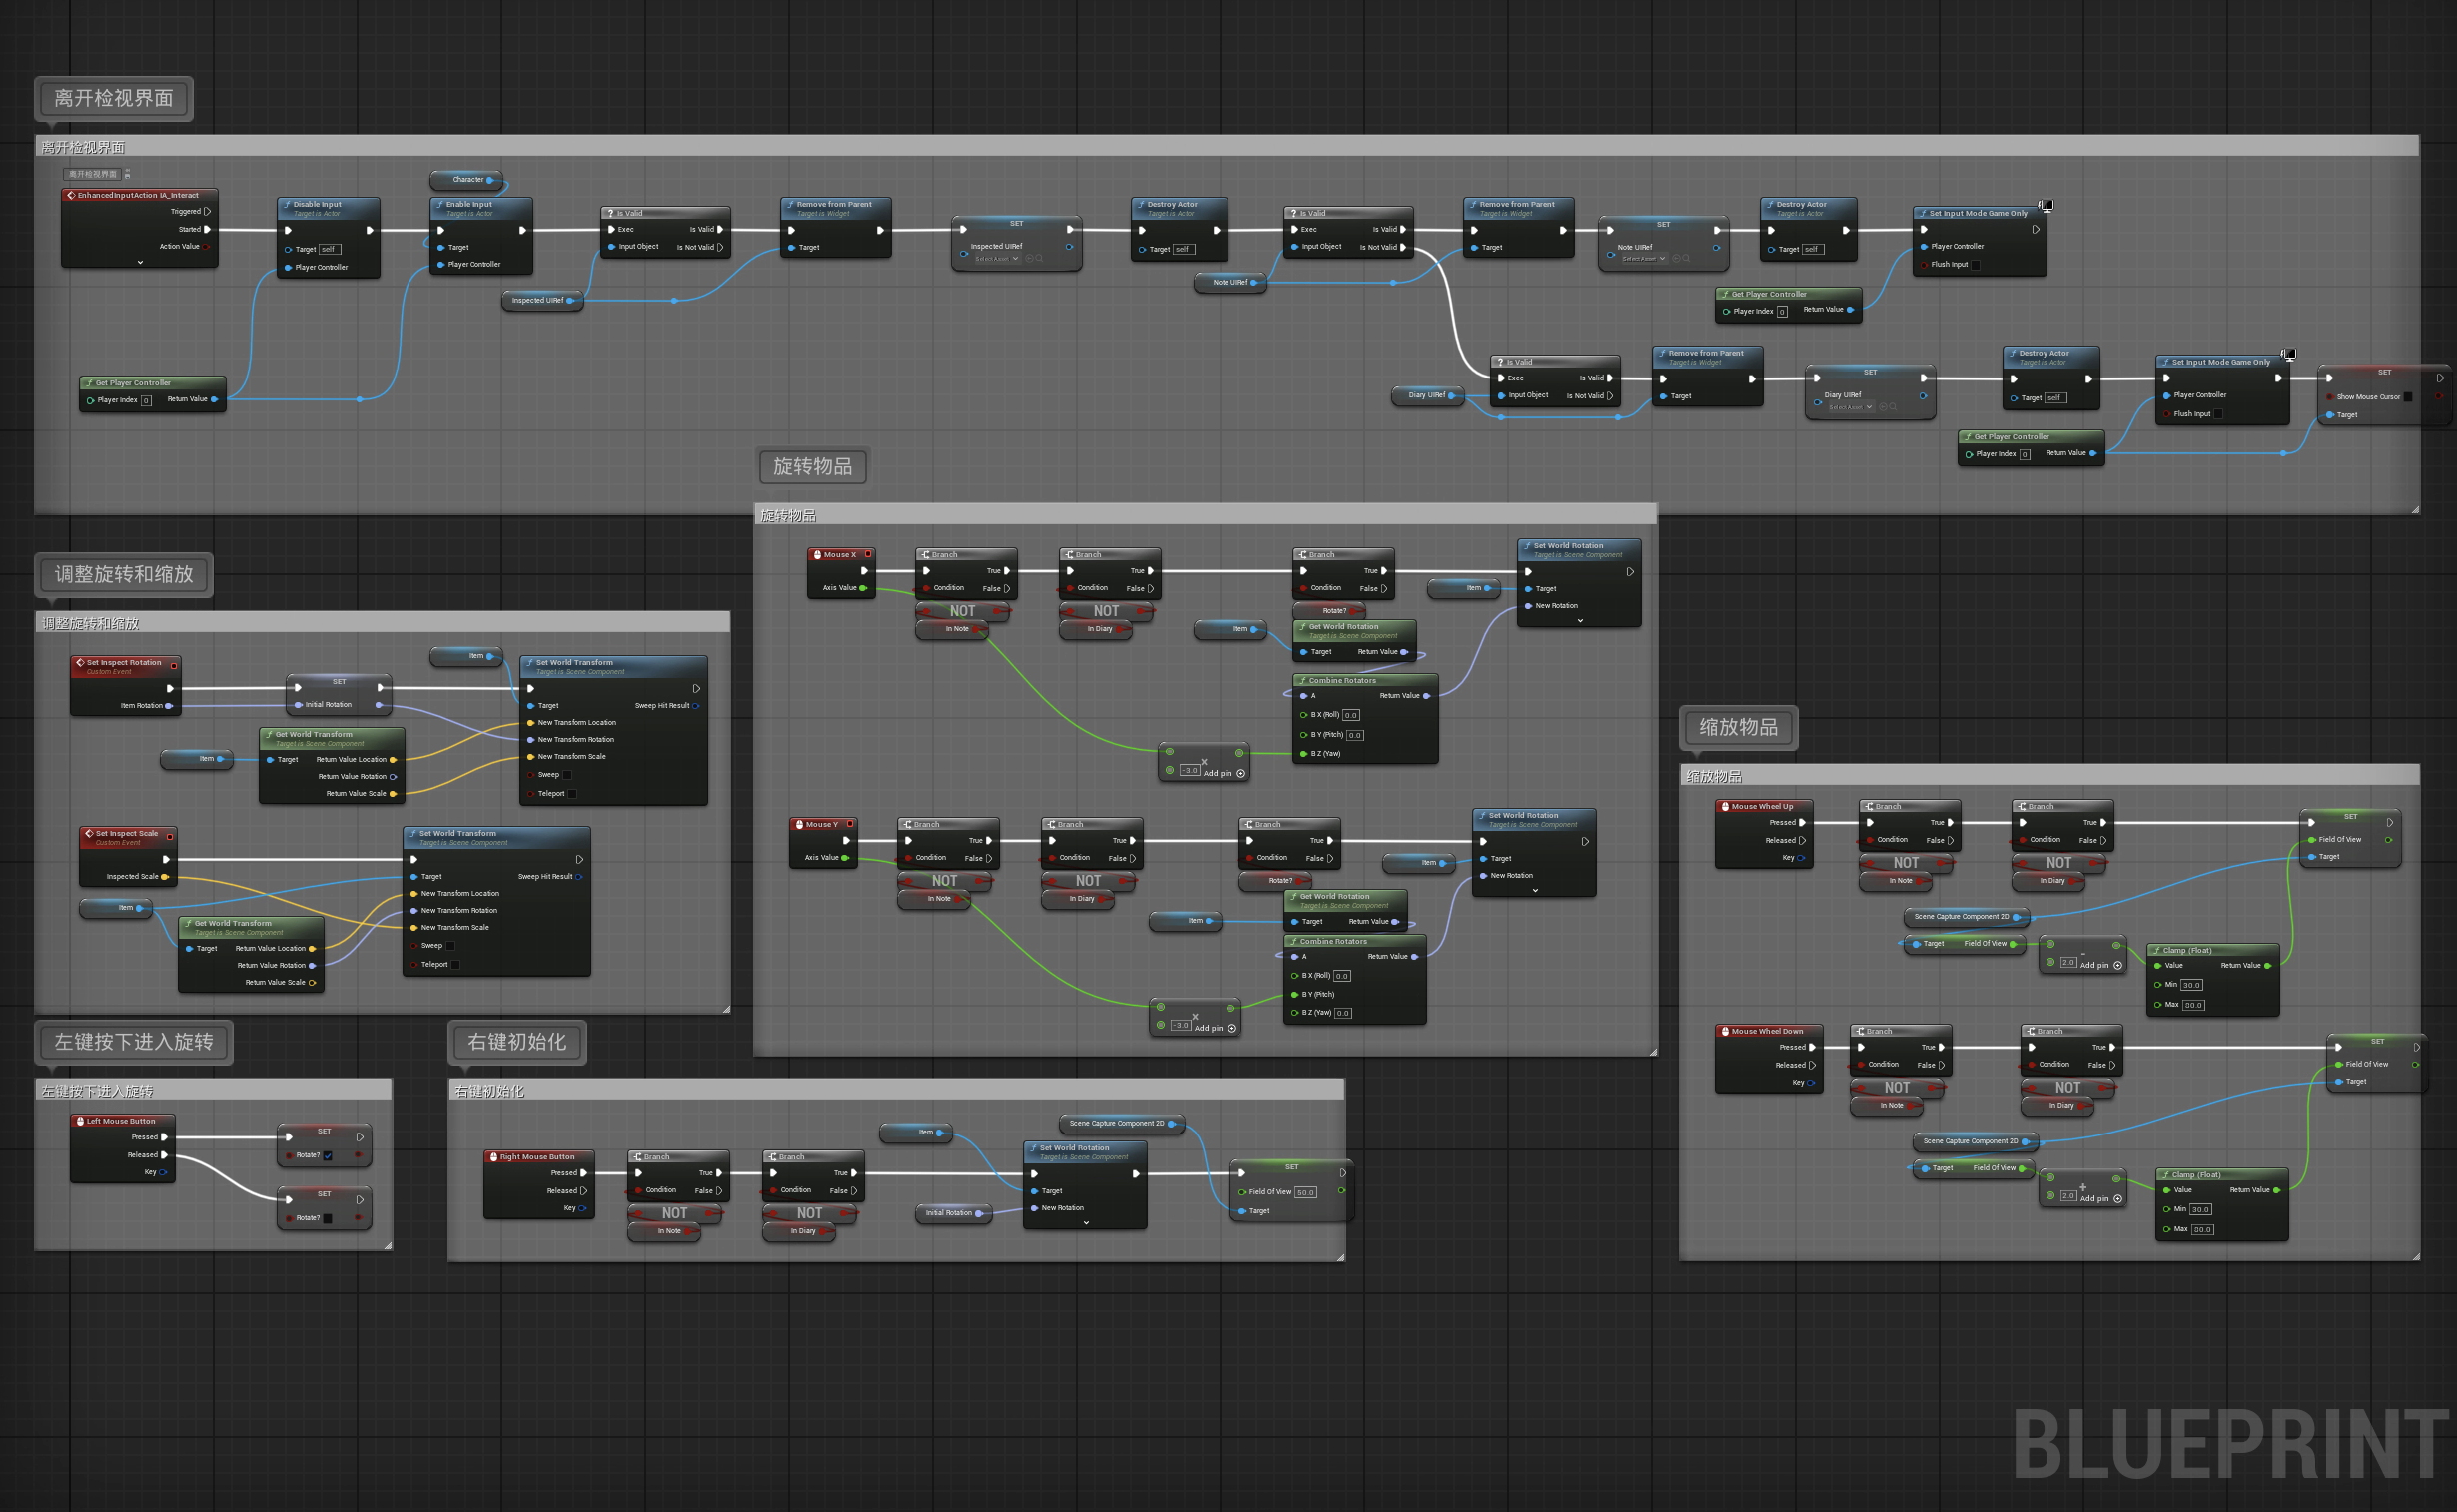 离开检视界面
离开检视界面
离开检视界面
EnhancedInputAction IA_Interact
Triggered
Started
Action Value
Disable Input
Target is Actor
Target self
Player Controller
Character
Enable Input
Target is Actor
Target
Player Controller
Is Valid
Exec Is Valid
Input Object Is Not Valid
Inspected UIRef
Remove from Parent
Target is Widget
Target
SET
Inspected UIRef
Select Asset
Destroy Actor
Target is Actor
Target self
Is Valid
Exec Is Valid
Input Object Is Not Valid
Note UIRef
Remove from Parent
Target is Widget
Target
SET
Note UIRef
Select Asset
Destroy Actor
Target is Actor
Target self
Set Input Mode Game Only
Player Controller
Flush Input
Get Player Controller
Player Index 0 Return Value
Get Player Controller
Player Index 0 Return Value
Is Valid
Exec Is Valid
Input Object Is Not Valid
Diary UIRef
Remove from Parent
Target is Widget
Target
SET
Diary UIRef
Select Asset
Destroy Actor
Target is Actor
Target self
Set Input Mode Game Only
Player Controller
Flush Input
SET
Show Mouse Cursor
Target
Get Player Controller
Player Index 0 Return Value
旋转物品
旋转物品
Mouse X
Axis Value
Branch
True
Condition False
NOT
In Note
Branch
True
Condition False
NOT
In Diary
Branch
True
Condition False
Rotate?
Item
Get World Rotation
Target is Scene Component
Target Return Value
Combine Rotators
A Return Value
B X (Roll) 0.0
B Y (Pitch) 0.0
B Z (Yaw)
×
-3.0 Add pin
Item
Set World Rotation
Target is Scene Component
Target
New Rotation
Mouse Y
Axis Value
Branch
True
Condition False
NOT
In Note
Branch
True
Condition False
NOT
In Diary
Branch
True
Condition False
Rotate?
Item
Get World Rotation
Target is Scene Component
Target Return Value
Combine Rotators
A Return Value
B X (Roll) 0.0
B Y (Pitch)
B Z (Yaw) 0.0
×
-3.0 Add pin
Item
Set World Rotation
Target is Scene Component
Target
New Rotation
调整旋转和缩放
调整旋转和缩放
Set Inspect Rotation
Custom Event
Item Rotation
SET
Initial Rotation
Item
Get World Transform
Target is Scene Component
Target Return Value Location
Return Value Rotation
Return Value Scale
Item
Set World Transform
Target is Scene Component
Target Sweep Hit Result
New Transform Location
New Transform Rotation
New Transform Scale
Sweep
Teleport
Set Inspect Scale
Custom Event
Inspected Scale
Item
Get World Transform
Target is Scene Component
Target Return Value Location
Return Value Rotation
Return Value Scale
Set World Transform
Target is Scene Component
Target Sweep Hit Result
New Transform Location
New Transform Rotation
New Transform Scale
Sweep
Teleport
缩放物品
缩放物品
Mouse Wheel Up
Pressed
Released
Key
Branch
True
Condition False
NOT
In Note
Branch
True
Condition False
NOT
In Diary
SET
Field Of View
Target
Scene Capture Component 2D
Target Field Of View
-
2.0 Add pin
Clamp (Float)
Value Return Value
Min 30.0
Max
Mouse Wheel Down
Pressed
Released
Key
Branch
True
Condition False
NOT
In Note
Branch
True
Condition False
NOT
In Diary
SET
Field Of View
Target
Scene Capture Component 2D
Target Field Of View
+
2.0 Add pin
Clamp (Float)
Value Return Value
Min 30.0
Max
左键按下进入旋转
左键按下进入旋转
Left Mouse Button
Pressed
Released
Key
SET
Rotate?
SET
Rotate?
右键初始化
右键初始化
Right Mouse Button
Pressed
Released
Key
Branch
True
Condition False
NOT
In Note
Branch
True
Condition False
NOT
In Diary
Item
Initial Rotation
Set World Rotation
Target is Scene Component
Target
New Rotation
Scene Capture Component 2D
SET
Field Of View 50.0
Target
BLUEPRINT